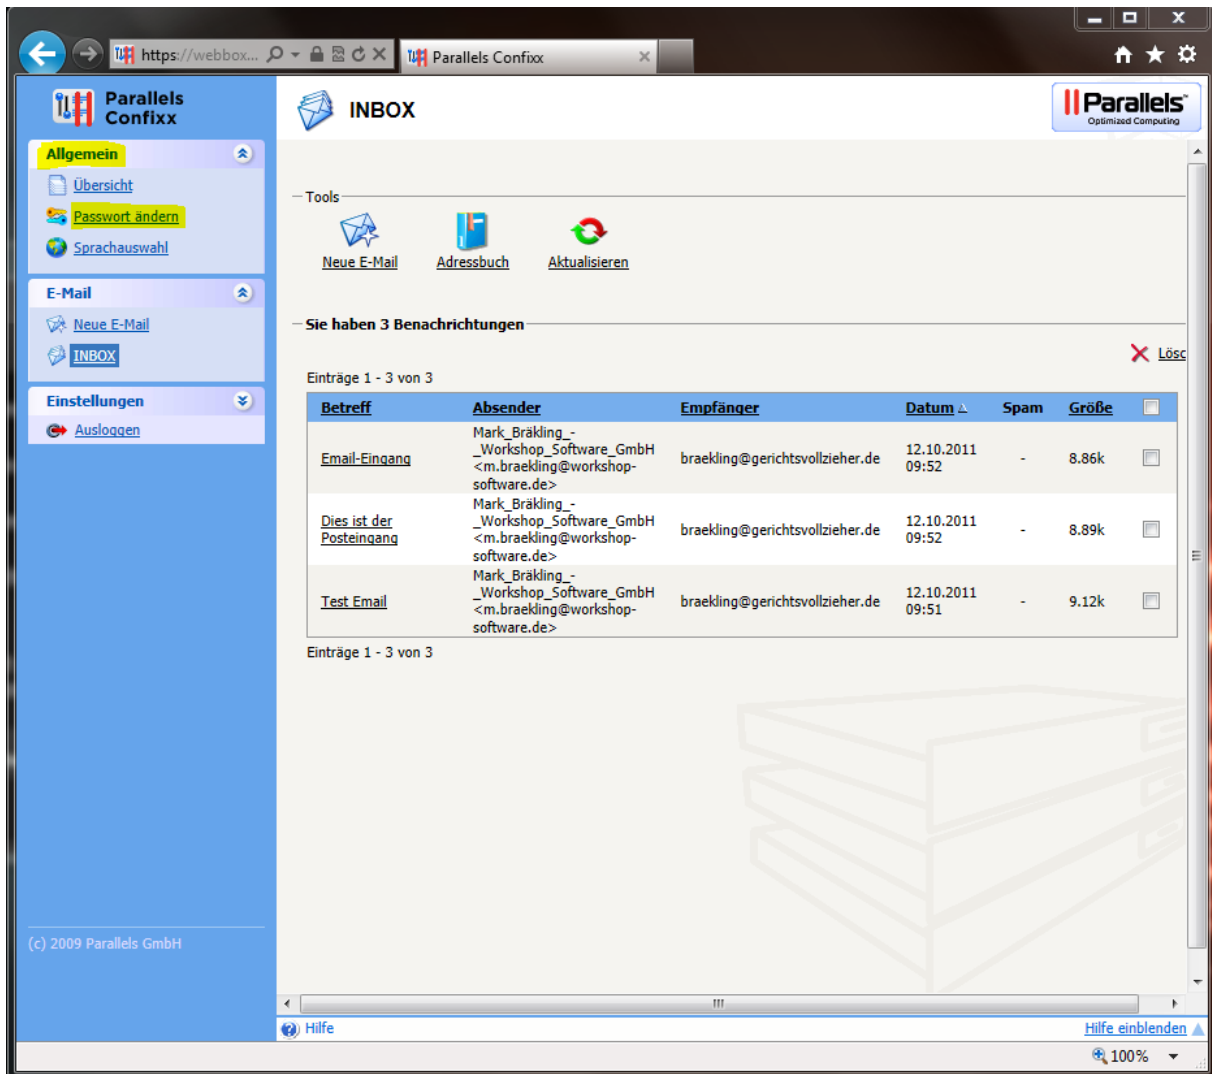 https://webbox...
Parallels Confixx
Parallels
Confixx
INBOX
Parallels™
Optimized Computing
Allgemein
Übersicht
Passwort ändern
Sprachauswahl
E-Mail
Neue E-Mail
INBOX
Einstellungen
Ausloggen
(c) 2009 Parallels GmbH
Tools
Neue E-Mail Adressbuch Aktualisieren
Sie haben 3 Benachrichtungen
Lösc
Einträge 1 - 3 von 3
Betreff Absender Empfänger Datum Spam Größe
Mark_Bräkling_-
_Workshop_Software_GmbH
<m.braekling@workshop-
software.de>
Email-Eingang braekling@gerichtsvollzieher.de 12.10.2011
09:52 - 8.86k
Mark_Bräkling_-
_Workshop_Software_GmbH
<m.braekling@workshop-
software.de>
Dies ist der
Posteingang braekling@gerichtsvollzieher.de 12.10.2011
09:52 - 8.89k
Mark_Bräkling_-
_Workshop_Software_GmbH
<m.braekling@workshop-
software.de>
Test Email braekling@gerichtsvollzieher.de 12.10.2011
09:51 - 9.12k
Einträge 1 - 3 von 3
Hilfe Hilfe einblenden
100%